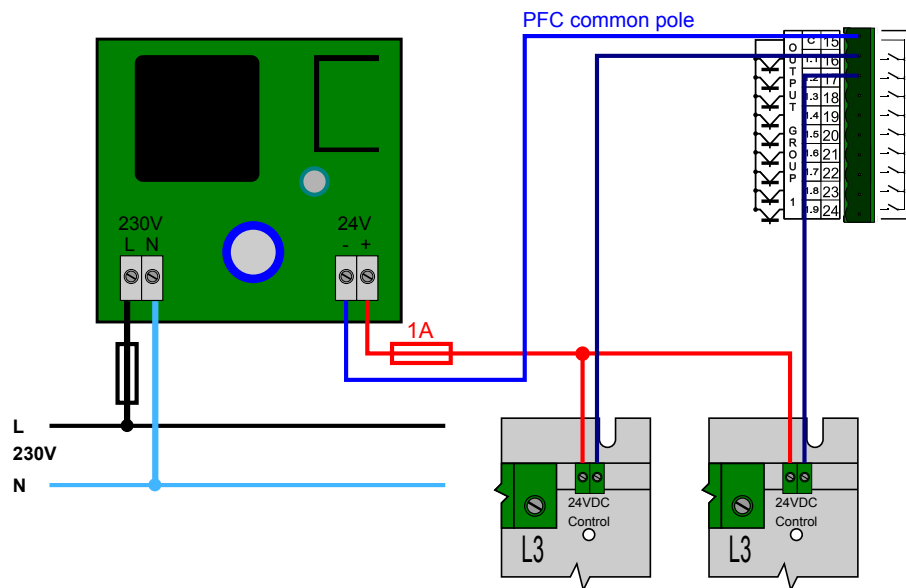 PFC common pole
OUTPUT GROUP 1
C 15
1.1 16
1.2 17
1.3 18
1.4 19
1.5 20
1.6 21
1.7 22
1.8 23
1.9 24
230V 24V
L N - +
1A
L
230V
N
24VDC
Control
L3
24VDC
Control
L3